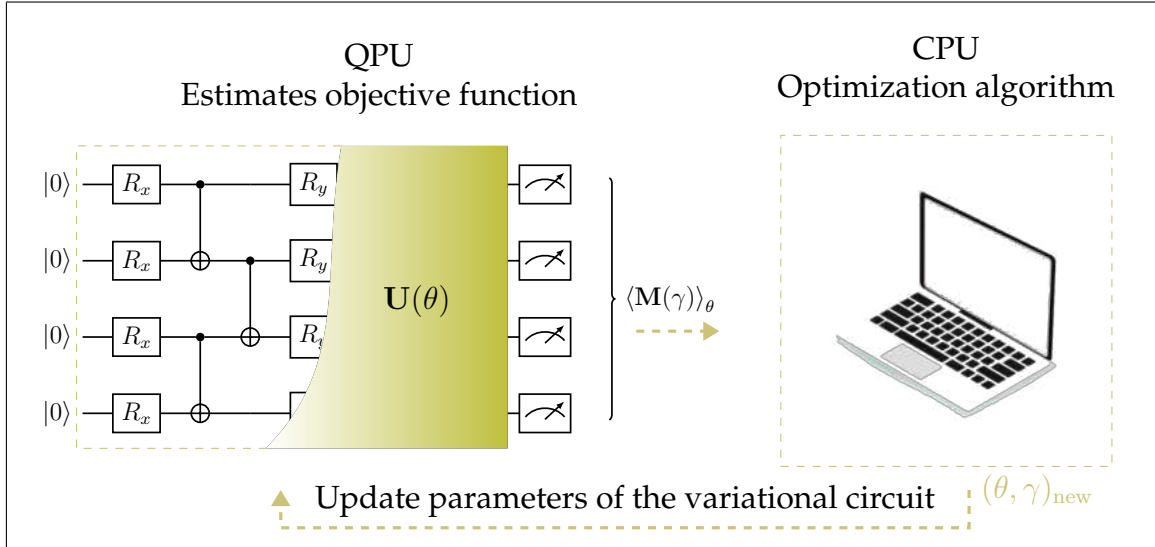 QPU
Estimates objective function
CPU
Optimization algorithm
|0⟩ R_x R_y
|0⟩ R_x R_y
|0⟩ R_x R_y
|0⟩ R_x
U(θ)
⟨M(γ)⟩_θ
Update parameters of the variational circuit
(θ, γ)_new